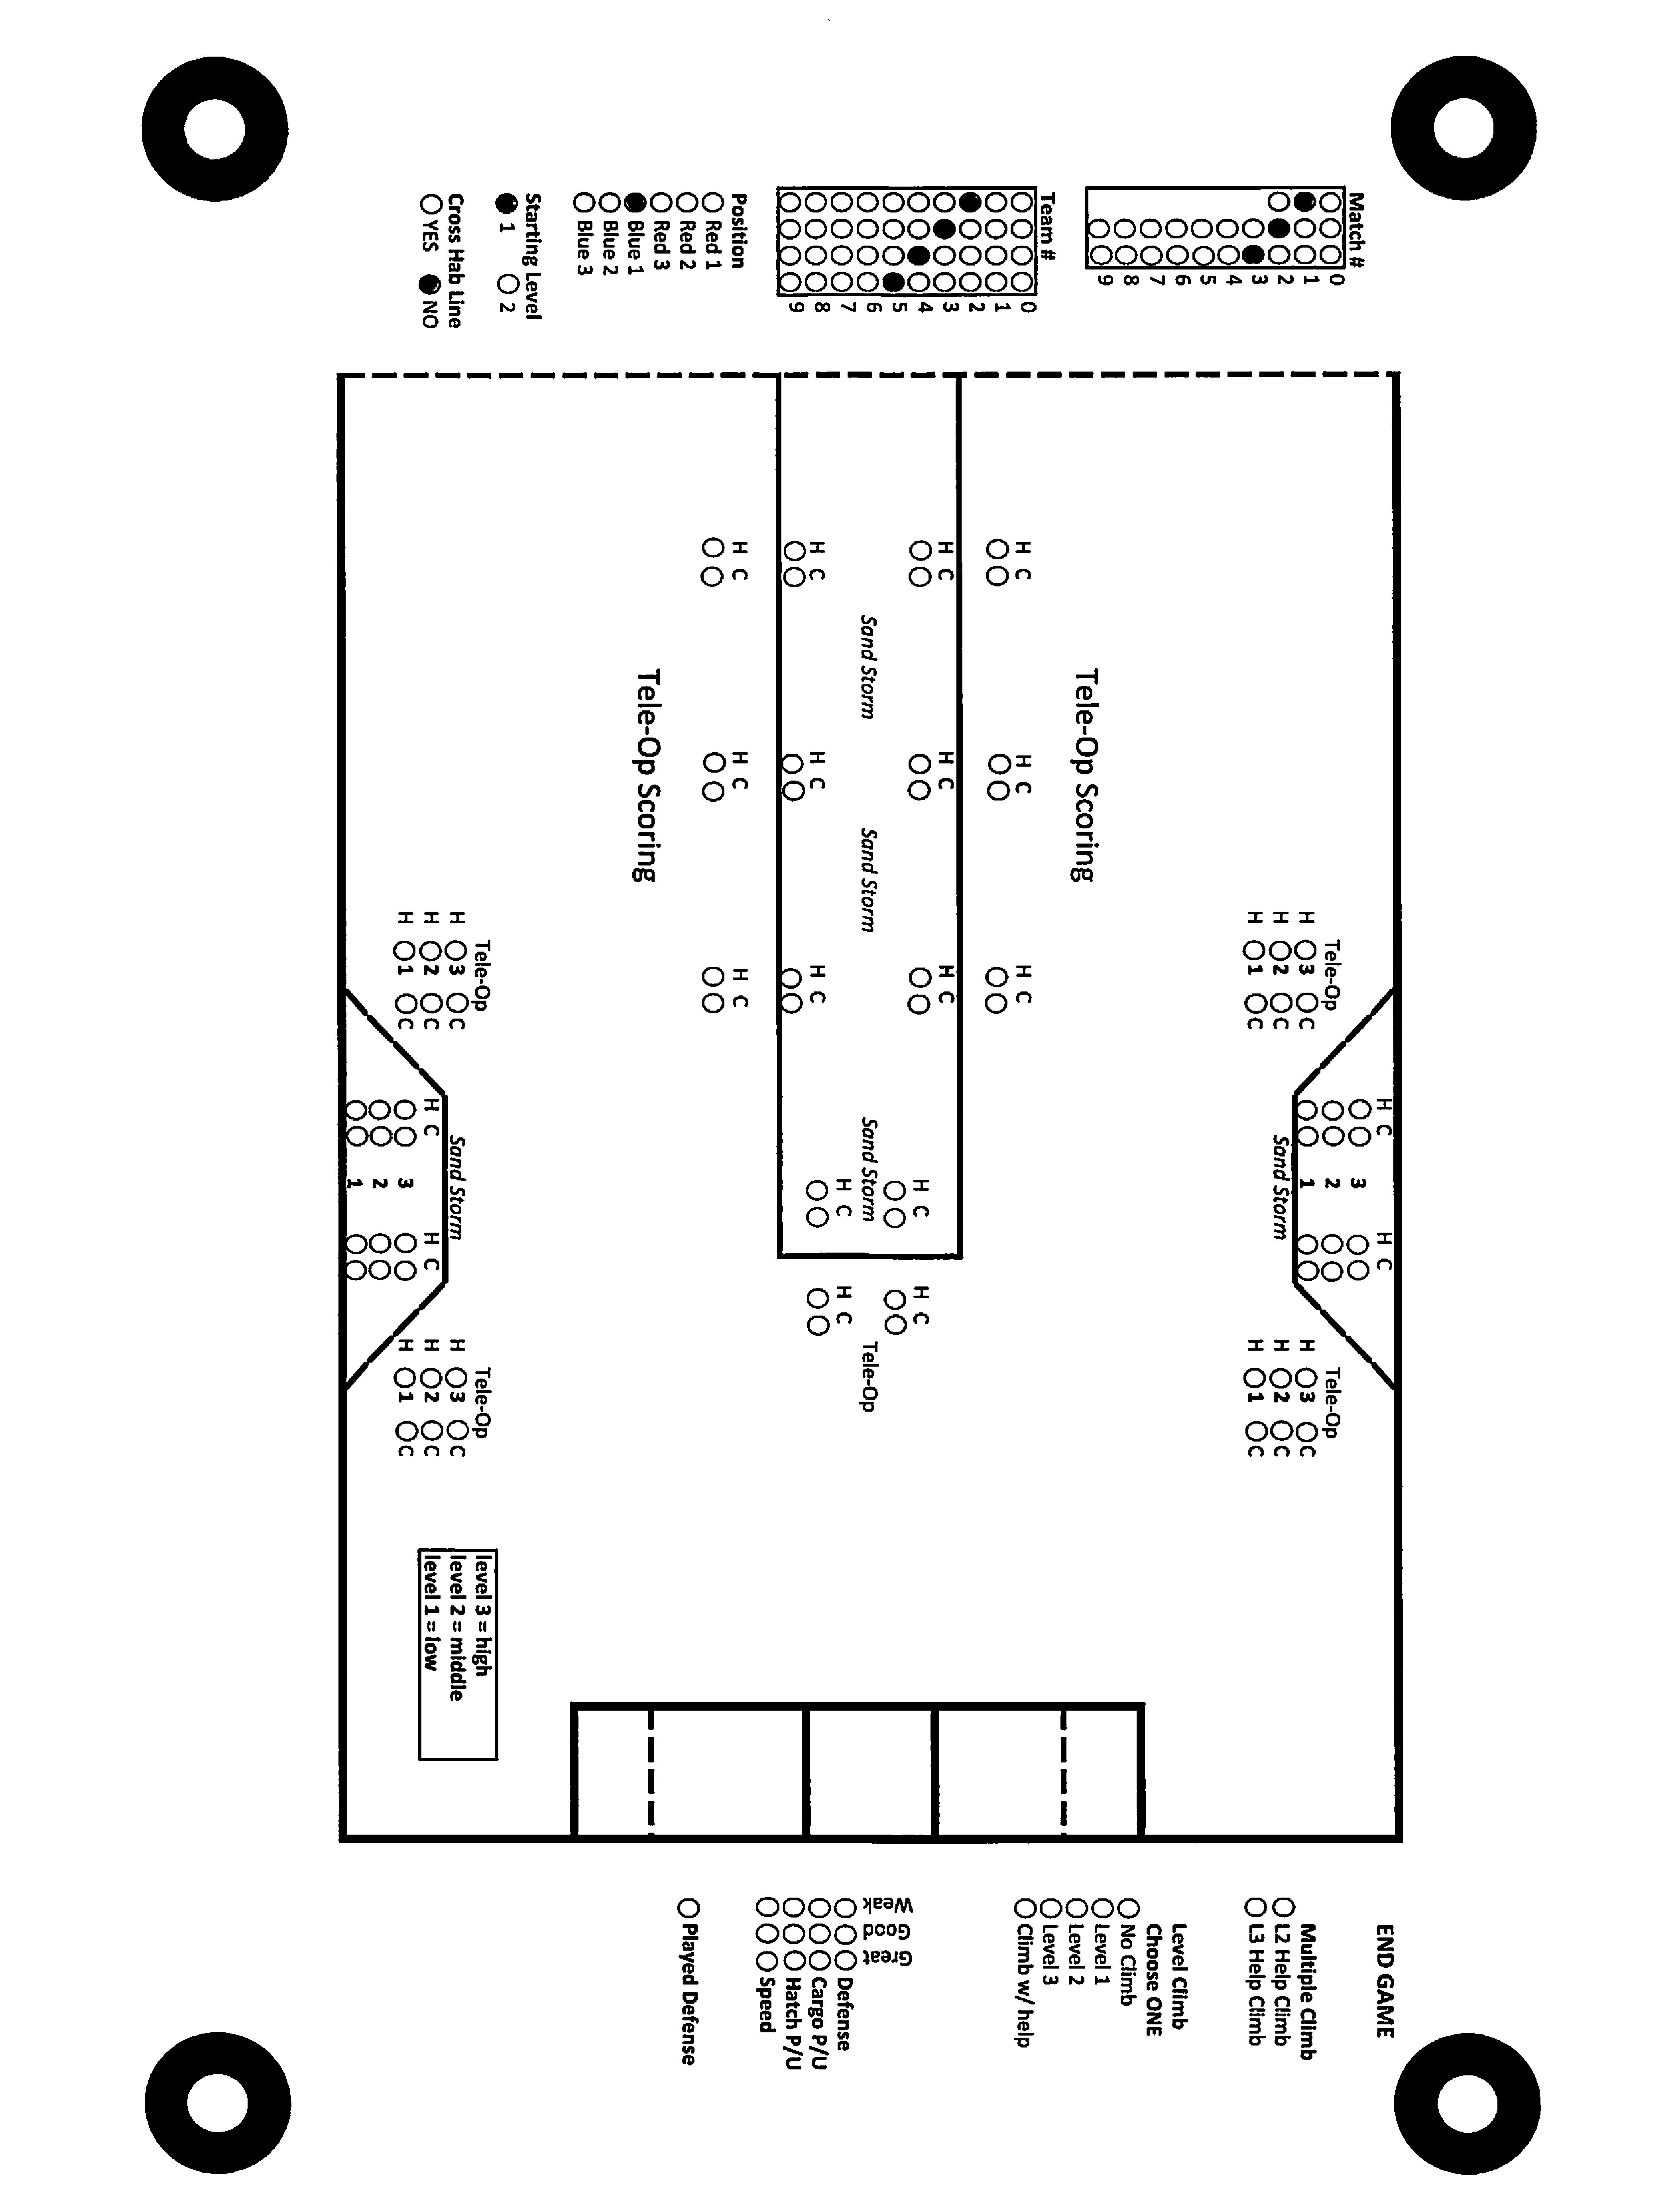 Match #
0
1
2
3
4
5
6
7
8
9
Team #
0
1
2
3
4
5
6
7
8
9
Position
Red 1
Red 2
Red 3
Blue 1
Blue 2
Blue 3
Starting Level
1 2
Cross Hab Line
YES NO
H C H C
3
2
1
Sand Storm
Tele-Op
H 3 C
H 2 C
H 1 C
Tele-Op
H 3 C
H 2 C
H 1 C
Tele-Op Scoring
H C H C H C
H C H C H C
H C H C
Sand Storm Sand Storm Sand Storm Tele-Op
H C H C
H C H C H C
H C H C H C
Tele-Op Scoring
Tele-Op
H 3 C
H 2 C
H 1 C
Tele-Op
H 3 C
H 2 C
H 1 C
Sand Storm
H C H C
3
2
1
level 3 = high
level 2 = middle
level 1 = low
END GAME
Multiple Climb
L2 Help Climb
L3 Help Climb
Level Climb
Choose ONE
No Climb
Level 1
Level 2
Level 3
Climb w/ help
Weak
Good
Great
Defense
Cargo P/U
Hatch P/U
Speed
Played Defense